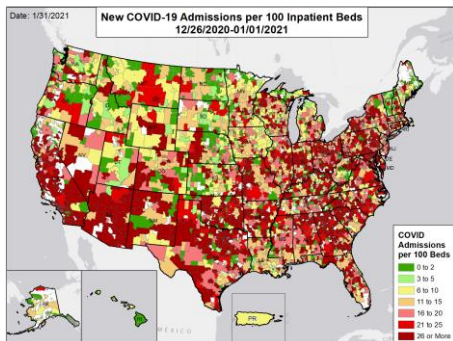 Date: 1/31/2021
New COVID-19 Admissions per 100 Inpatient Beds
12/26/2020-01/01/2021
COVID
Admissions
per 100 Beds
0 to 2
3 to 5
6 to 10
11 to 15
16 to 20
21 to 25
26 or More
PR
MEXICO